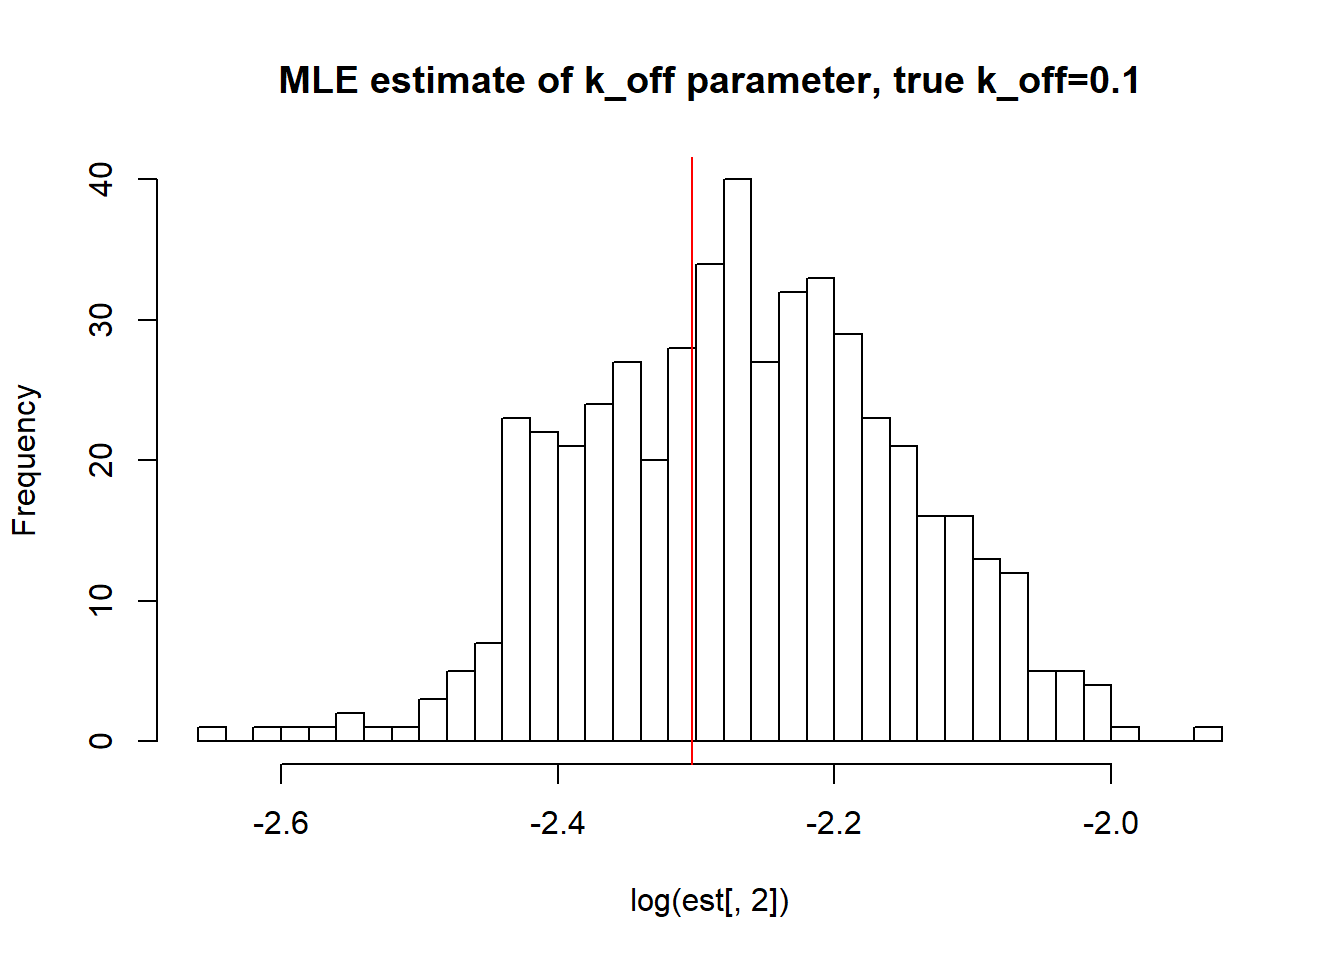 MLE estimate of k_off parameter, true k_off=0.1
40
30
20
10
0
Frequency
-2.6 -2.4 -2.2 -2.0
log(est[, 2])